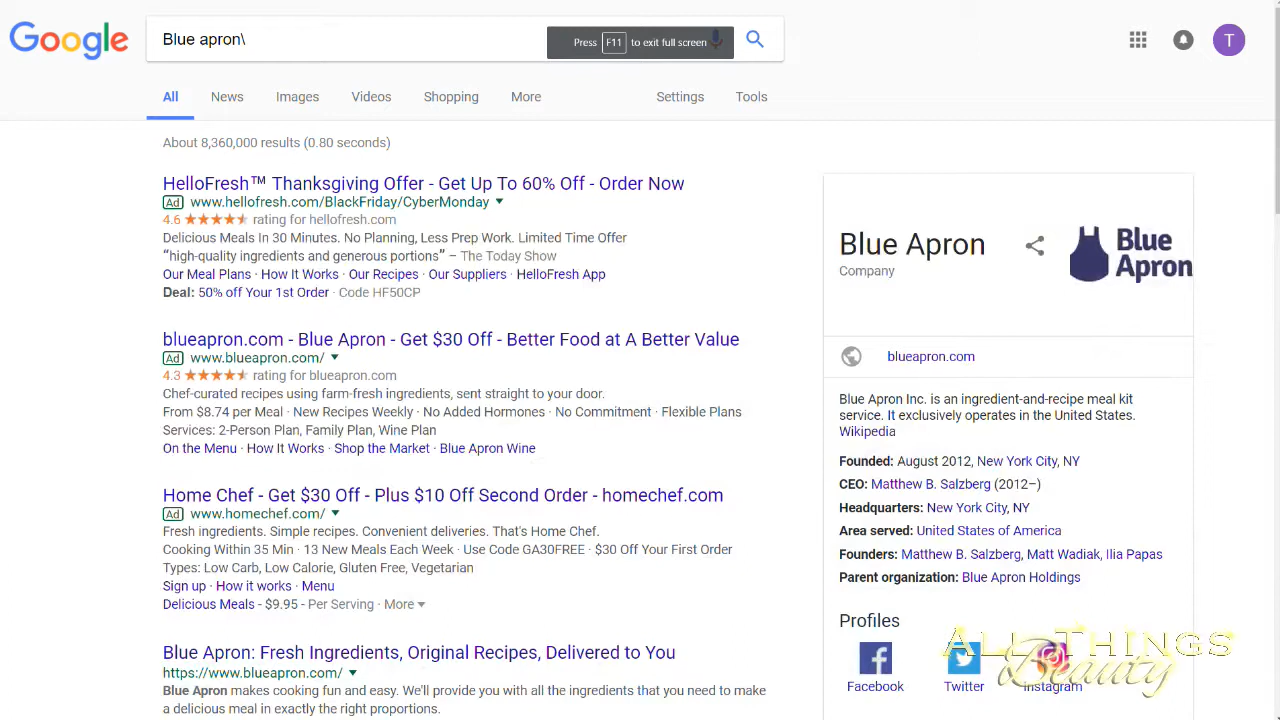 Google
Blue apron\
Press F11 to exit full screen
T
All News Images Videos Shopping More Settings Tools
About 8,360,000 results (0.80 seconds)
HelloFresh™ Thanksgiving Offer - Get Up To 60% Off - Order Now
Ad www.hellofresh.com/BlackFriday/CyberMonday
4.6 rating for hellofresh.com
Delicious Meals In 30 Minutes. No Planning, Less Prep Work. Limited Time Offer
“high-quality ingredients and generous portions” – The Today Show
Our Meal Plans · How It Works · Our Recipes · Our Suppliers · HelloFresh App
Deal: 50% off Your 1st Order · Code HF50CP
blueapron.com - Blue Apron - Get $30 Off - Better Food at A Better Value
Ad www.blueapron.com/
4.3 rating for blueapron.com
Chef-curated recipes using farm-fresh ingredients, sent straight to your door.
From $8.74 per Meal · New Recipes Weekly · No Added Hormones · No Commitment · Flexible Plans
Services: 2-Person Plan, Family Plan, Wine Plan
On the Menu · How It Works · Shop the Market · Blue Apron Wine
Home Chef - Get $30 Off - Plus $10 Off Second Order - homechef.com
Ad www.homechef.com/
Fresh ingredients. Simple recipes. Convenient deliveries. That's Home Chef.
Cooking Within 35 Min · 13 New Meals Each Week · Use Code GA30FREE · $30 Off Your First Order
Types: Low Carb, Low Calorie, Gluten Free, Vegetarian
Sign up · How it works · Menu
Delicious Meals - $9.95 - Per Serving · More
Blue Apron: Fresh Ingredients, Original Recipes, Delivered to You
https://www.blueapron.com/
Blue Apron makes cooking fun and easy. We'll provide you with all the ingredients that you need to make
a delicious meal in exactly the right proportions.
Blue Apron
Company
Blue
Apron
blueapron.com
Blue Apron Inc. is an ingredient-and-recipe meal kit
service. It exclusively operates in the United States.
Wikipedia
Founded: August 2012, New York City, NY
CEO: Matthew B. Salzberg (2012–)
Headquarters: New York City, NY
Area served: United States of America
Founders: Matthew B. Salzberg, Matt Wadiak, Ilia Papas
Parent organization: Blue Apron Holdings
Profiles
Facebook Twitter Instagram
ALL THINGS
Beauty